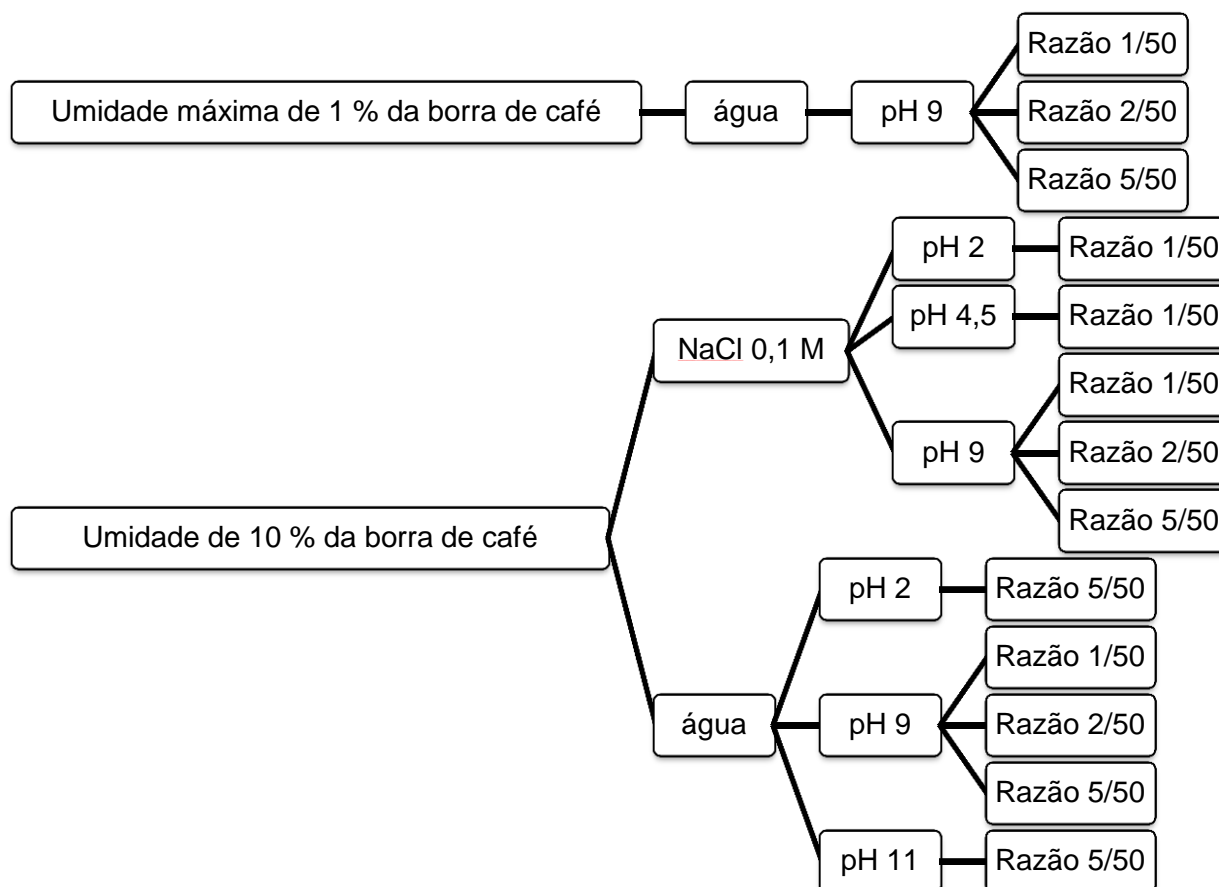 Umidade máxima de 1 % da borra de café
água
pH 9
Razão 1/50
Razão 2/50
Razão 5/50
Umidade de 10 % da borra de café
NaCl 0,1 M
pH 2
Razão 1/50
pH 4,5
Razão 1/50
pH 9
Razão 1/50
Razão 2/50
Razão 5/50
água
pH 2
Razão 5/50
pH 9
Razão 1/50
Razão 2/50
Razão 5/50
pH 11
Razão 5/50